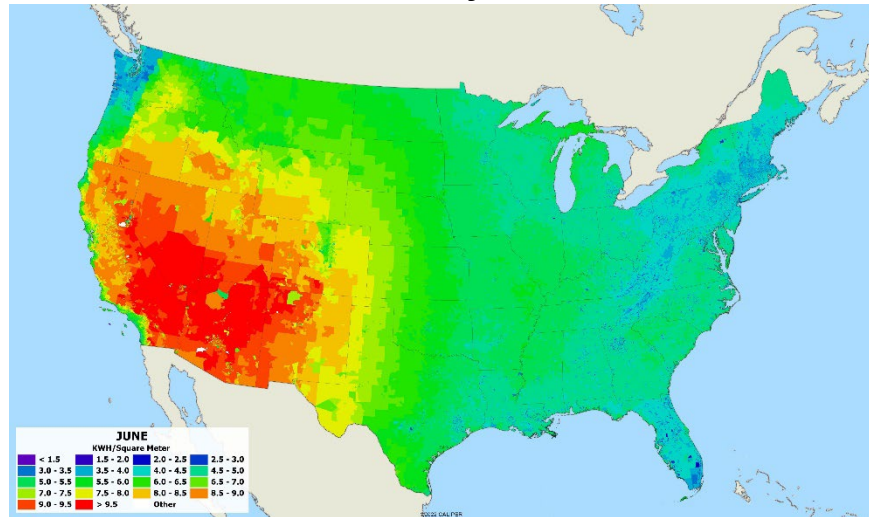 JUNE
KWH/Square Meter
< 1.5 1.5 - 2.0 2.0 - 2.5 2.5 - 3.0
3.0 - 3.5 3.5 - 4.0 4.0 - 4.5 4.5 - 5.0
5.0 - 5.5 5.5 - 6.0 6.0 - 6.5 6.5 - 7.0
7.0 - 7.5 7.5 - 8.0 8.0 - 8.5 8.5 - 9.0
9.0 - 9.5 > 9.5 Other
CALIPER